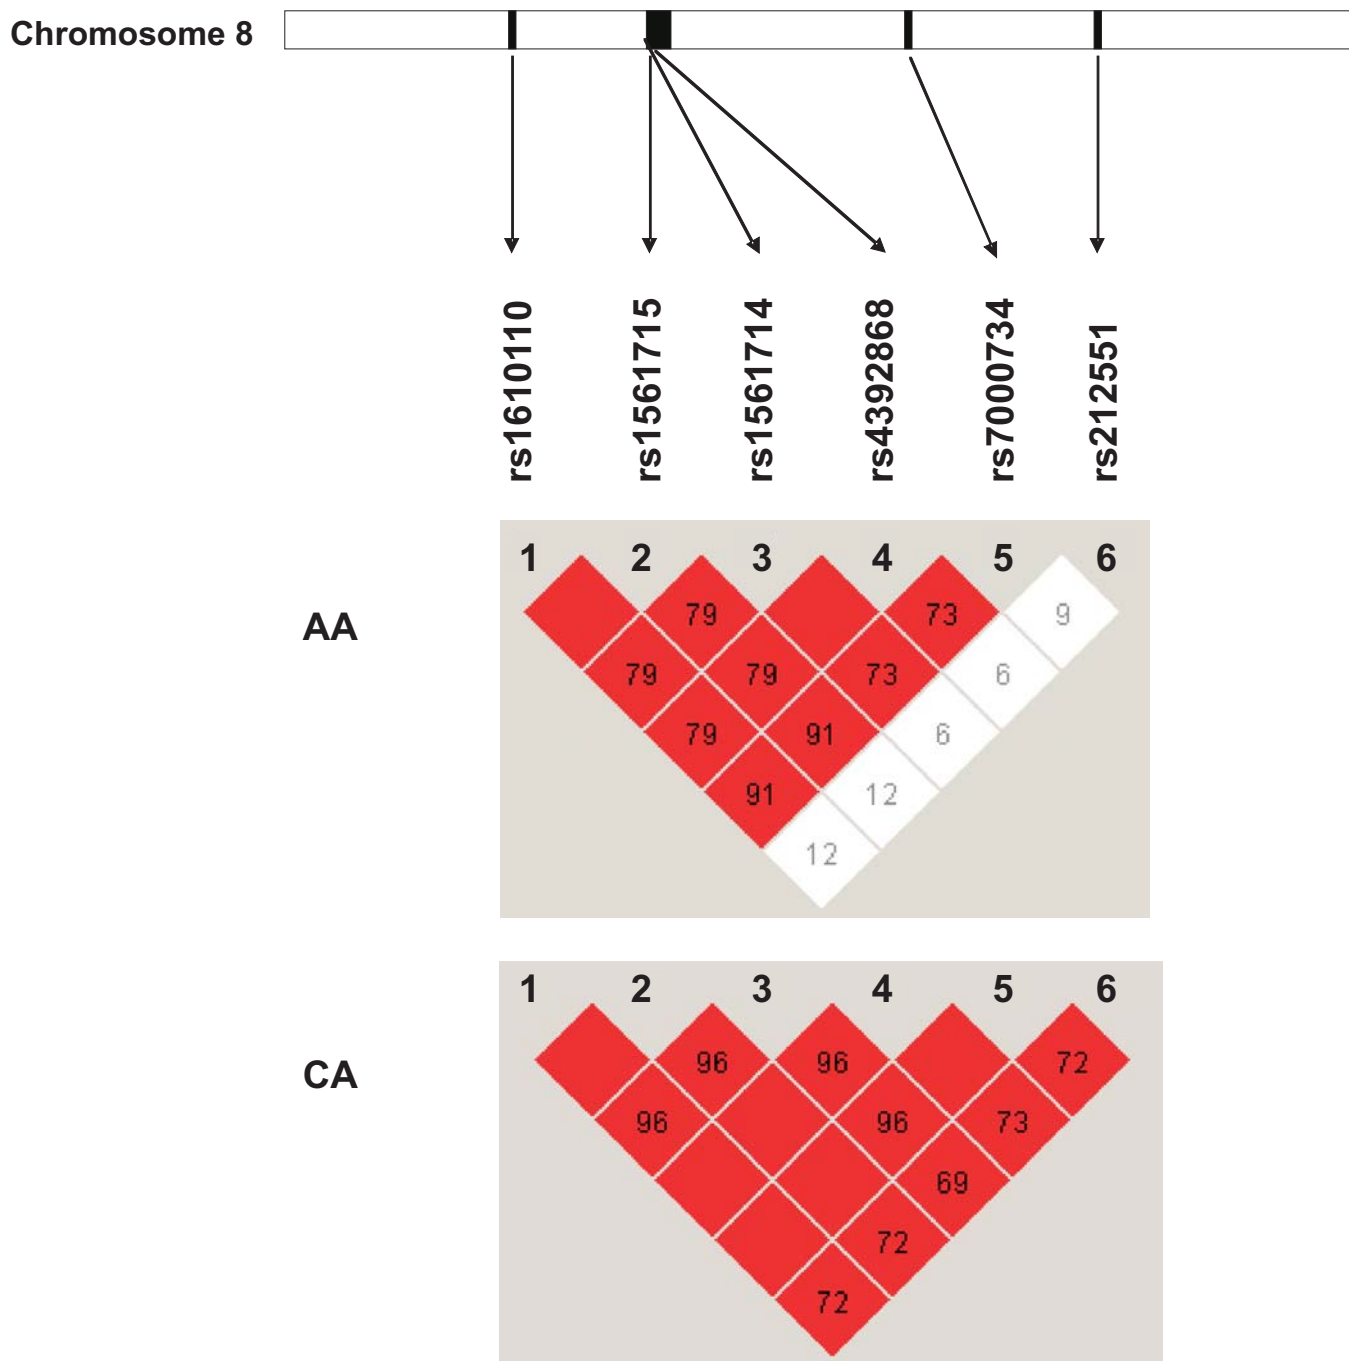 Chromosome 8
rs1610110
rs1561715
rs1561714
rs4392868
rs7000734
rs212551
AA
1 2 3 4 5 6
79 73 9
79 79 73 6
79 91 6
91 12
12
CA
1 2 3 4 5 6
96 96 72
96 96 73
69
72
72